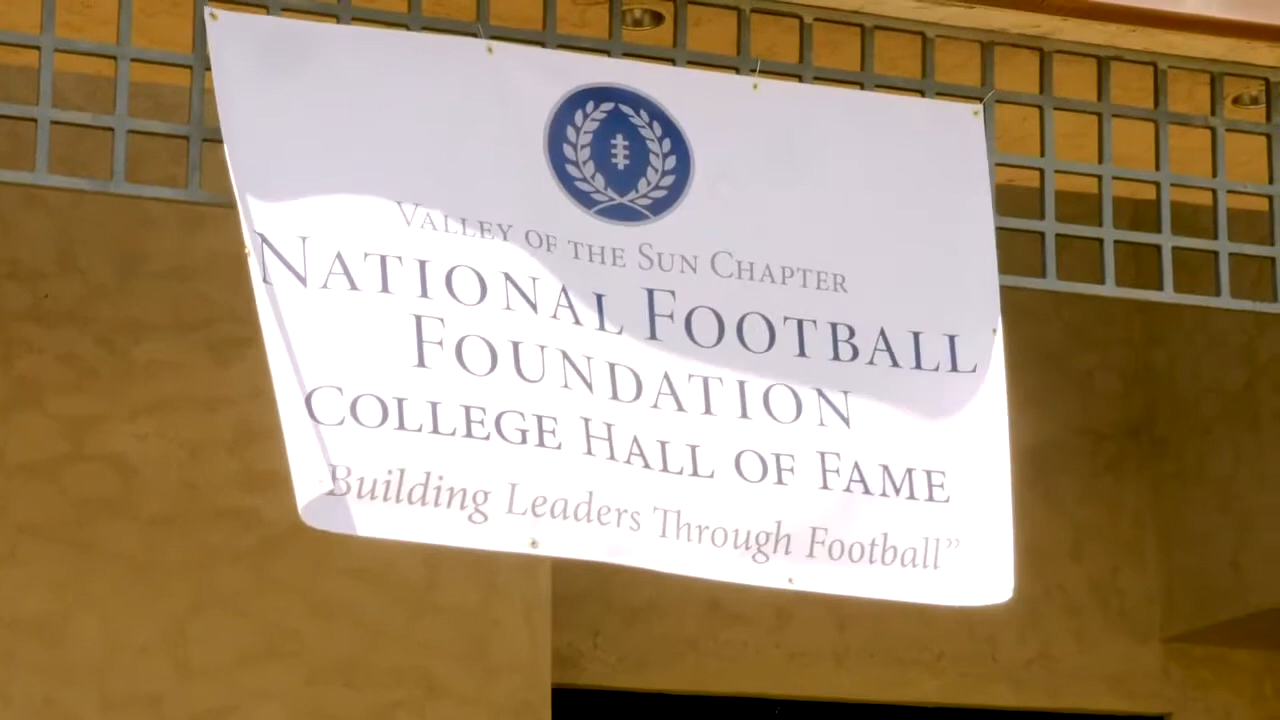 VALLEY OF THE SUN CHAPTER
NATIONAL FOOTBALL
FOUNDATION
COLLEGE HALL OF FAME
Building Leaders Through Football”